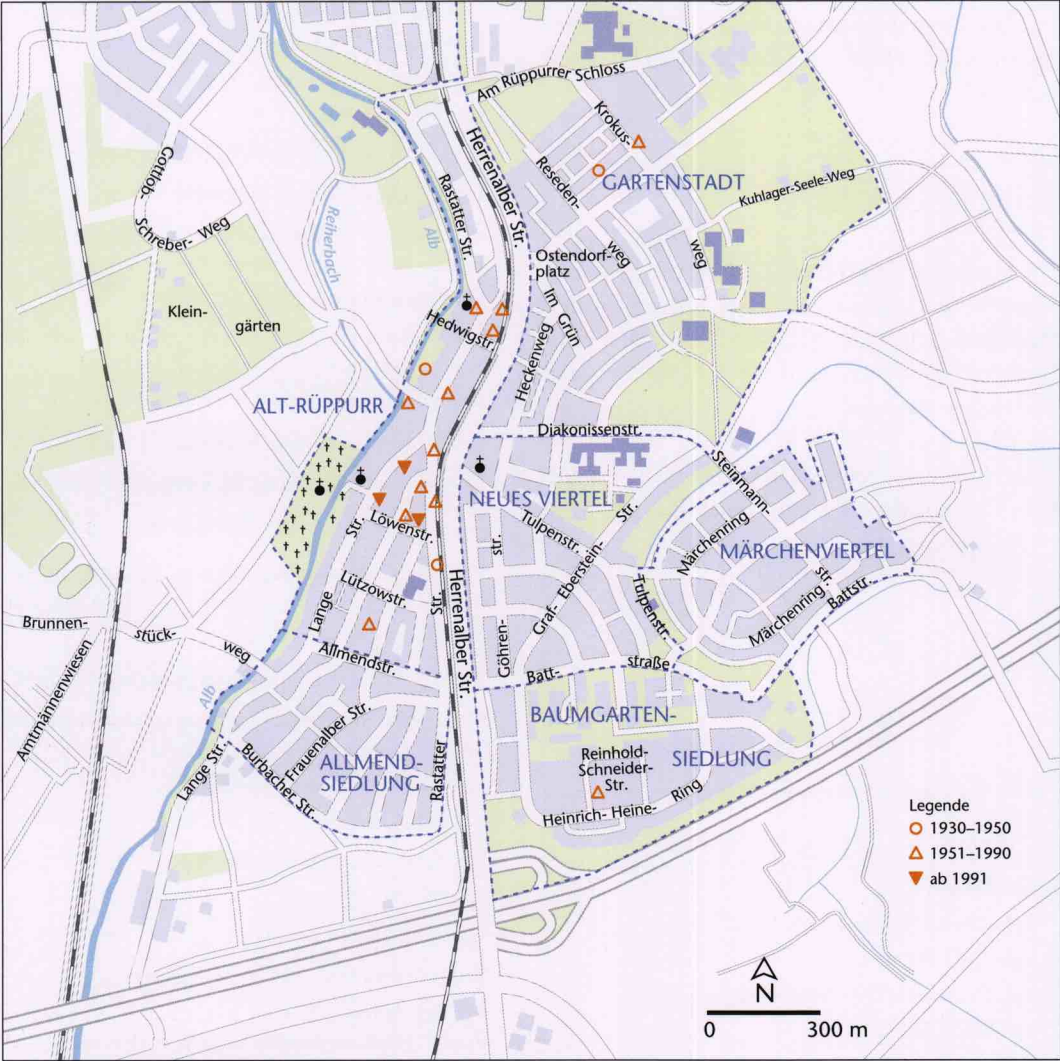 Am Rüppurrer Schloss
Krokus-
weg
Herrenalber Str.
Reseden-
weg
GARTENSTADT
Kuhlager-Seele-Weg
Gottlob-
Schreber- Weg
Rastatter Str.
Alb
Reiherbach
Ostendorf-
platz
Im Grün
Klein-
gärten
Hedwigstr.
Heckenweg
ALT-RÜPPURR
Diakonissenstr.
Steinmann-
str.
NEUES VIERTEL
Löwenstr.
Tulpenstr.
Märchenring
MÄRCHENVIERTEL
Graf- Eberstein- Str.
Lange Str.
Lützowstr.
Göhren-
str.
Tulpenstr.
Märchenring
Battstr.
Herrenalber Str.
Brunnen-
stück-
weg
Allmendstr.
Batt-
straße
Amtmännenwiesen
Alb
BAUMGARTEN-
SIEDLUNG
Frauenalber Str.
ALLMEND-
SIEDLUNG
Rastatter
Str.
Lange Str.
Burbacher Str.
Reinhold-
Schneider-
Str.
Heinrich- Heine- Ring
Legende
1930–1950
1951–1990
ab 1991
N
0 300 m